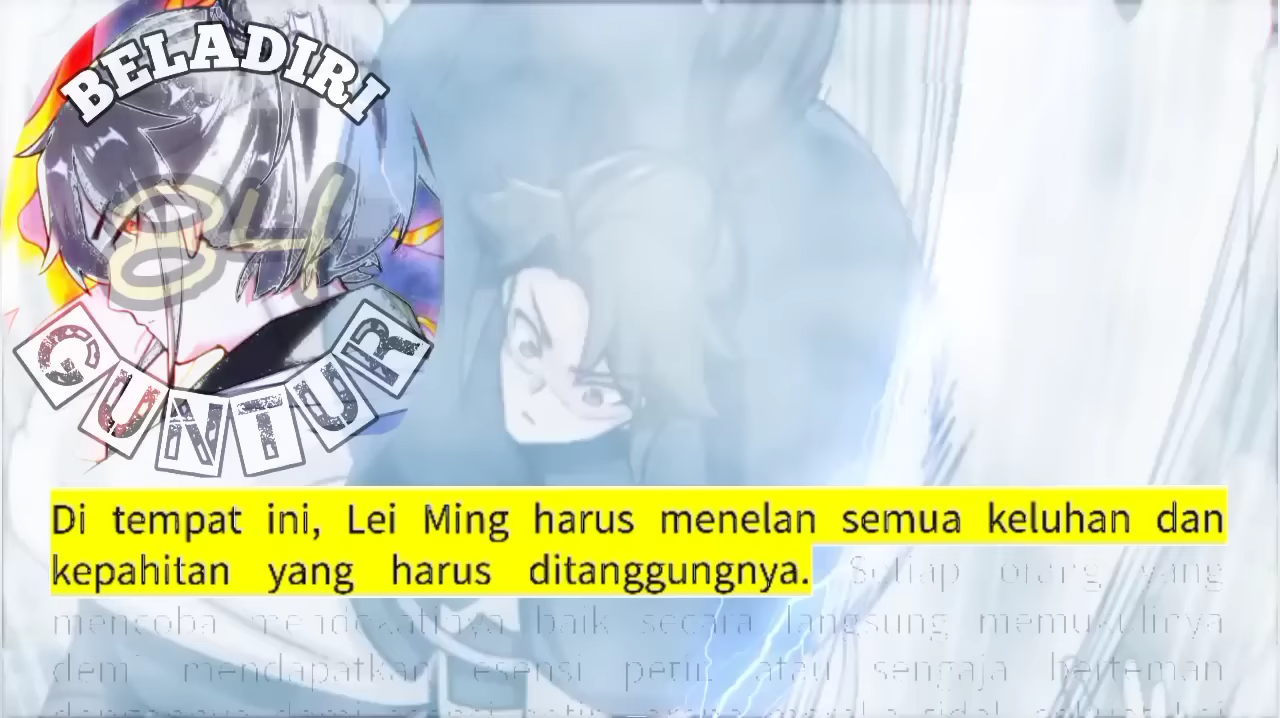 BELADIRI
84
GUNTUR
Di tempat ini, Lei Ming harus menelan semua keluhan dan
kepahitan yang harus ditanggungnya. Setiap orang yang
mencoba mendekatinya baik secara langsung memukulinya
demi mendapatkan esensi petir atau sengaja berteman